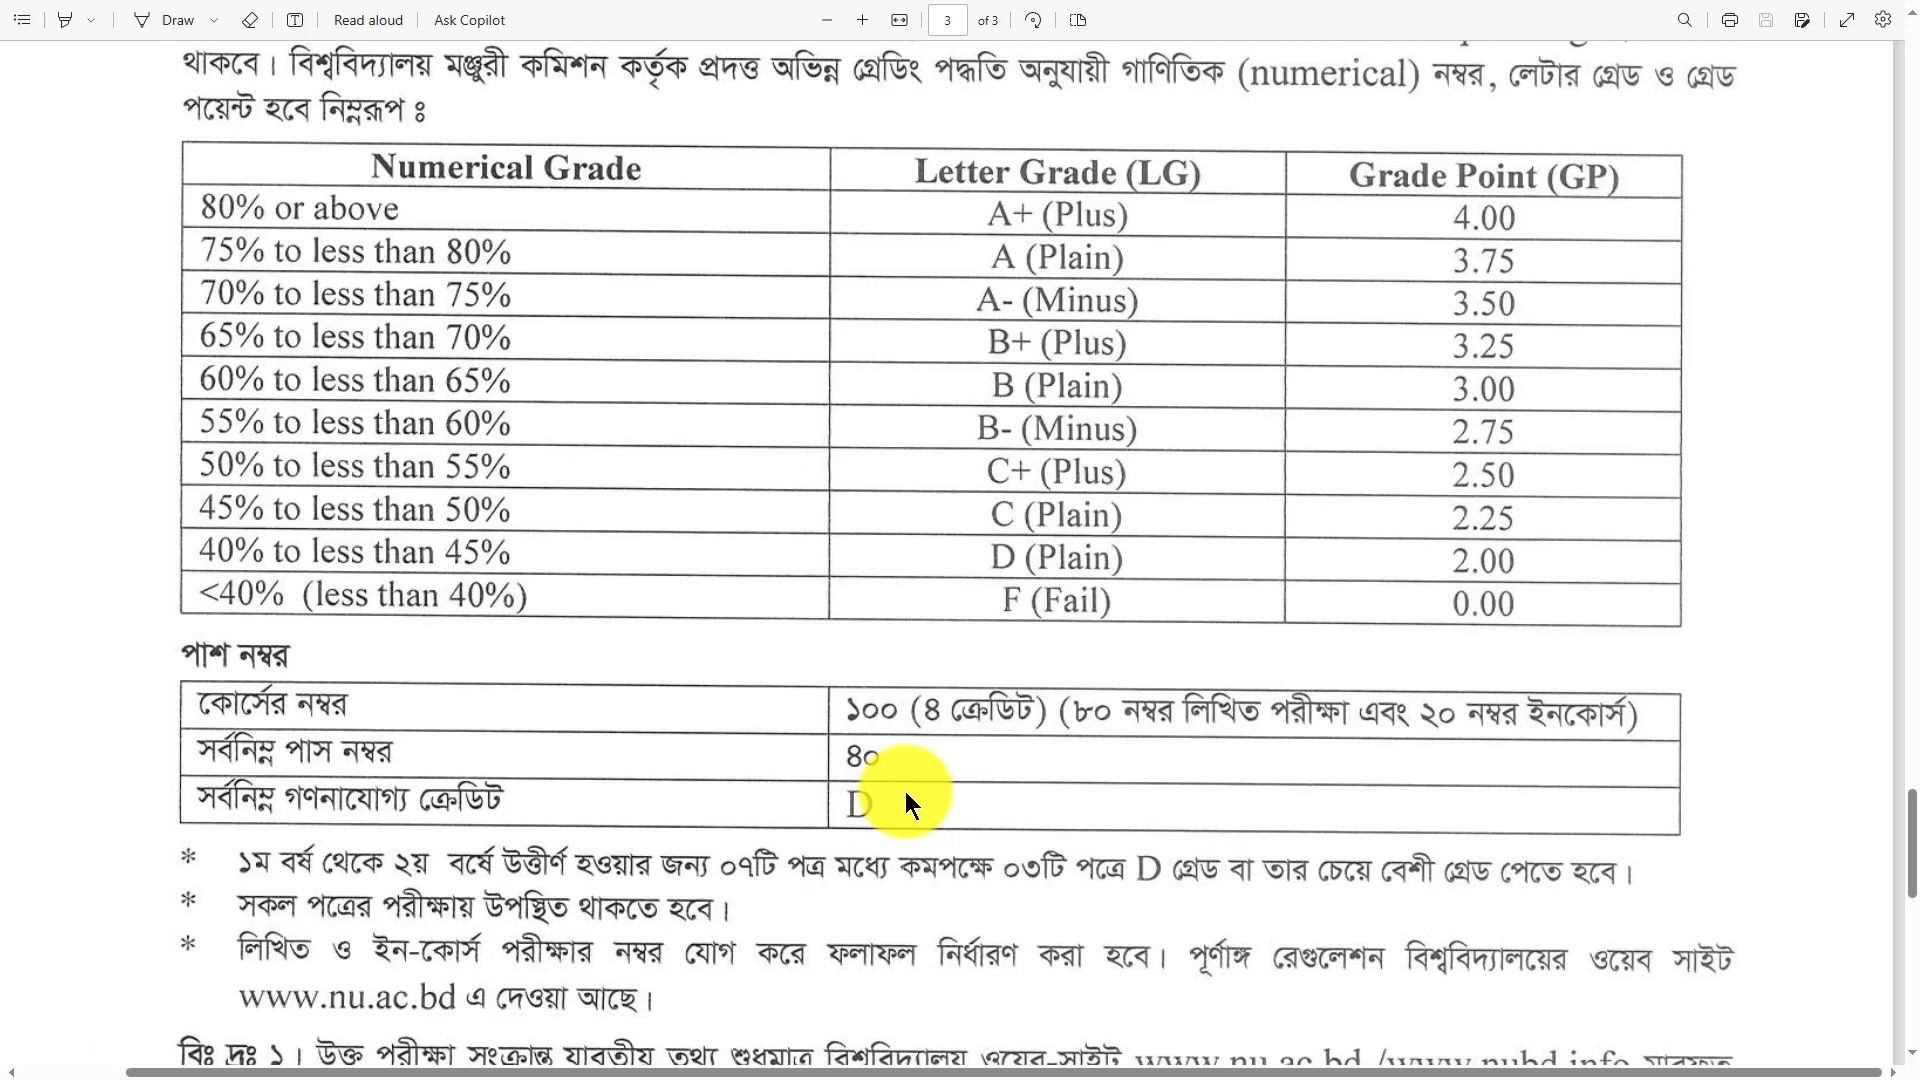 Draw
Read aloud
Ask Copilot
3
of 3
থাকবে। বিশ্ববিদ্যালয় মঞ্জুরী কমিশন কর্তৃক প্রদত্ত অভিন্ন গ্রেডিং পদ্ধতি অনুযায়ী গাণিতিক (numerical) নম্বর, লেটার গ্রেড ও গ্রেড
পয়েন্ট হবে নিম্নরূপ ঃ
Numerical Grade Letter Grade (LG) Grade Point (GP)
80% or above A+ (Plus) 4.00
75% to less than 80% A (Plain) 3.75
70% to less than 75% A- (Minus) 3.50
65% to less than 70% B+ (Plus) 3.25
60% to less than 65% B (Plain) 3.00
55% to less than 60% B- (Minus) 2.75
50% to less than 55% C+ (Plus) 2.50
45% to less than 50% C (Plain) 2.25
40% to less than 45% D (Plain) 2.00
<40% (less than 40%) F (Fail) 0.00
পাশ নম্বর
কোর্সের নম্বর ১০০ (৪ ক্রেডিট) (৮০ নম্বর লিখিত পরীক্ষা এবং ২০ নম্বর ইনকোর্স)
সর্বনিম্ন পাস নম্বর ৪০
সর্বনিম্ন গণনাযোগ্য ক্রেডিট D
* ১ম বর্ষ থেকে ২য় বর্ষে উত্তীর্ণ হওয়ার জন্য ০৭টি পত্র মধ্যে কমপক্ষে ০৩টি পত্রে D গ্রেড বা তার চেয়ে বেশী গ্রেড পেতে হবে।
* সকল পত্রের পরীক্ষায় উপস্থিত থাকতে হবে।
* লিখিত ও ইন-কোর্স পরীক্ষার নম্বর যোগ করে ফলাফল নির্ধারণ করা হবে। পূর্ণাঙ্গ রেগুলেশন বিশ্ববিদ্যালয়ের ওয়েব সাইট
www.nu.ac.bd এ দেওয়া আছে।
বিঃ দ্রঃ ১। উক্ত পরীক্ষা সংক্রান্ত যাবতীয় তথ্য শুধুমাত্র বিশ্ববিদ্যালয় ওয়েব-সাইট www.nu.ac.bd /www.nubd.info মারফত